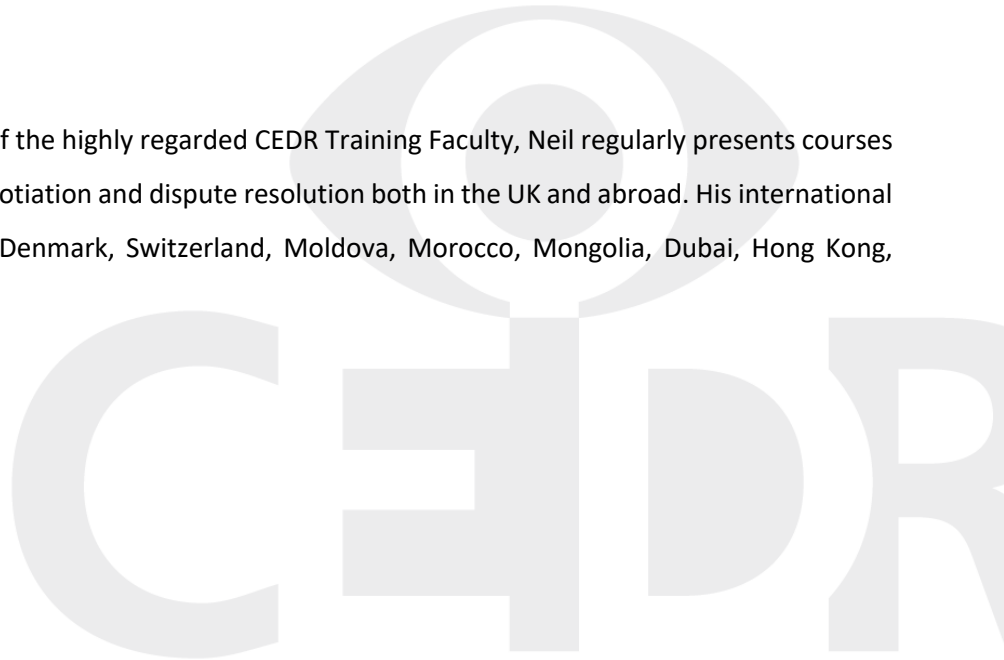 f the highly regarded CEDR Training Faculty, Neil regularly presents courses
otiation and dispute resolution both in the UK and abroad. His international
Denmark, Switzerland, Moldova, Morocco, Mongolia, Dubai, Hong Kong,
CEDR